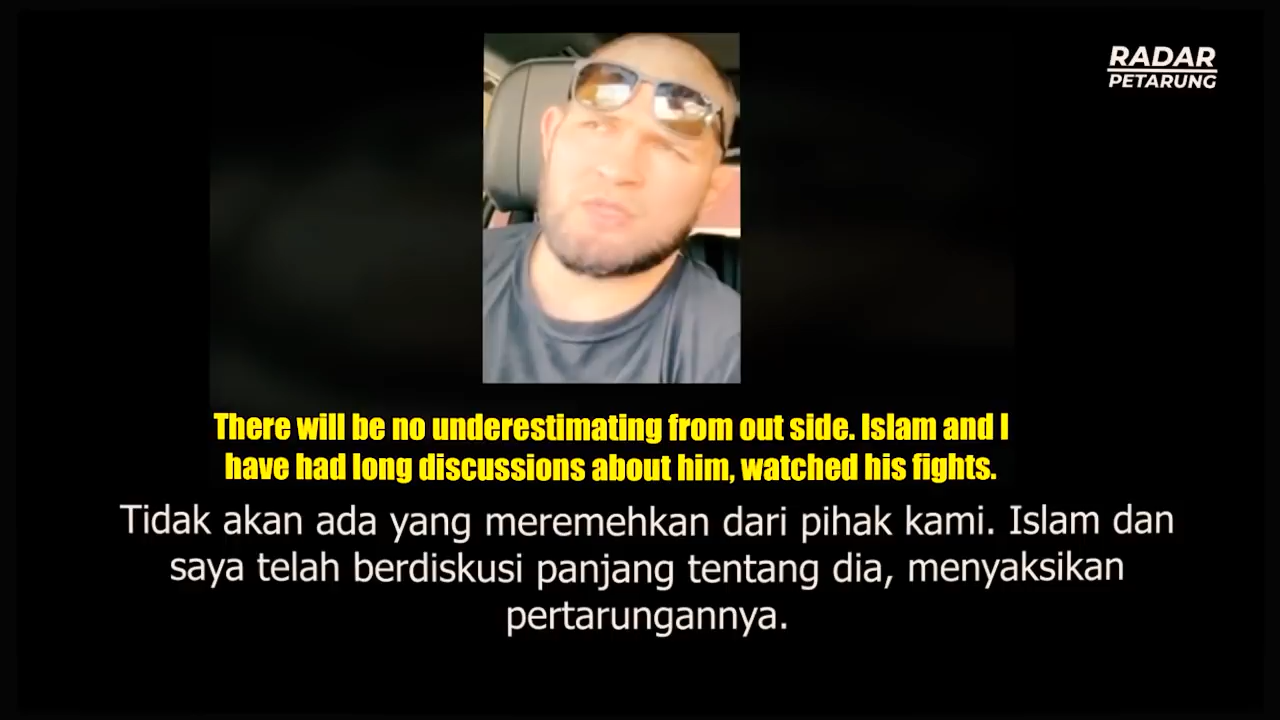 RADAR
PETARUNG
There will be no underestimating from out side. Islam and I
have had long discussions about him, watched his fights.
Tidak akan ada yang meremehkan dari pihak kami. Islam dan
saya telah berdiskusi panjang tentang dia, menyaksikan
pertarungannya.